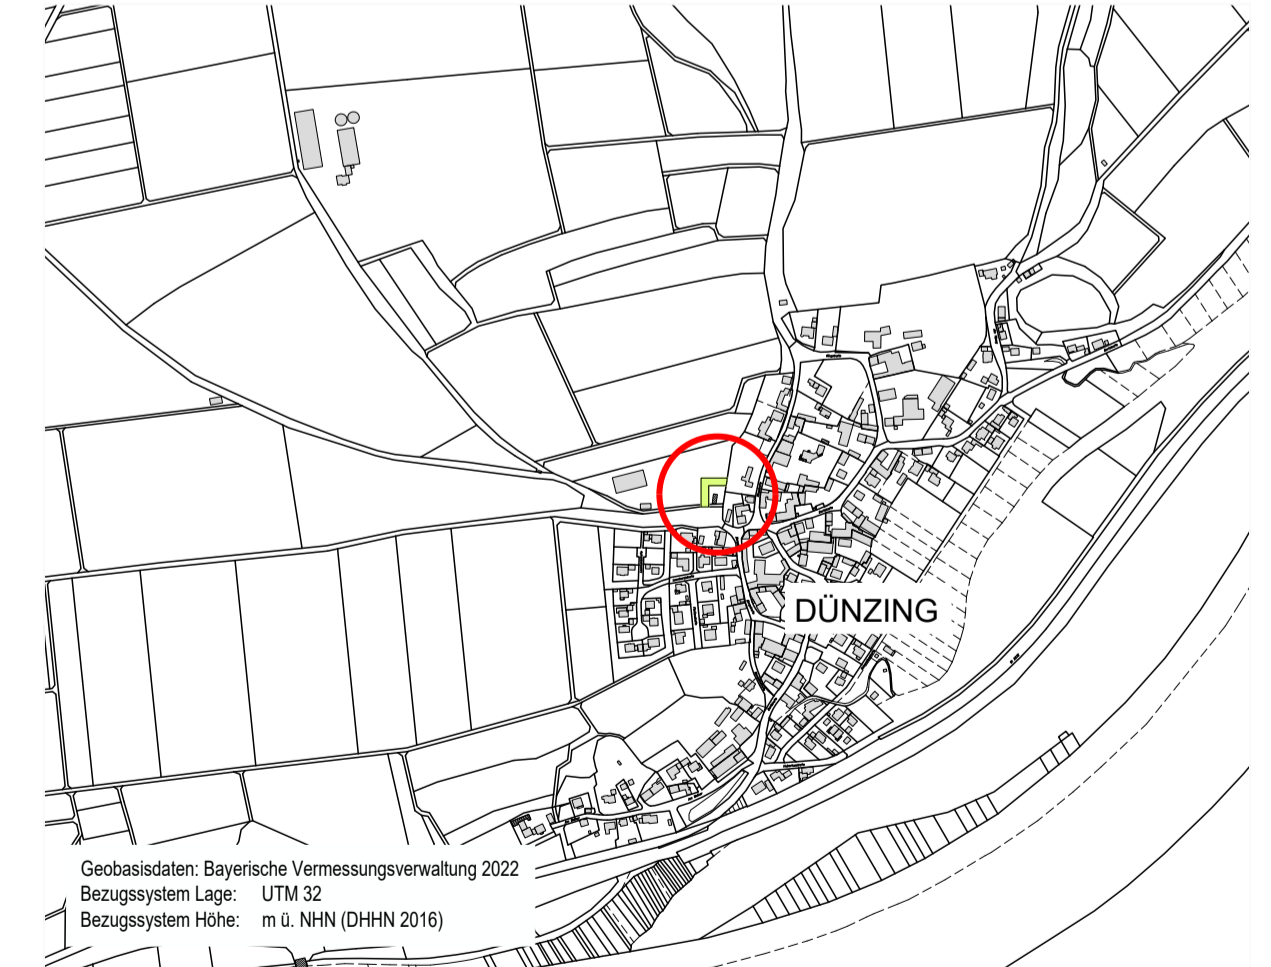 DÜNZING
Geobasisdaten: Bayerische Vermessungsverwaltung 2022
Bezugssystem Lage: UTM 32
Bezugssystem Höhe: m ü. NHN (DHHN 2016)